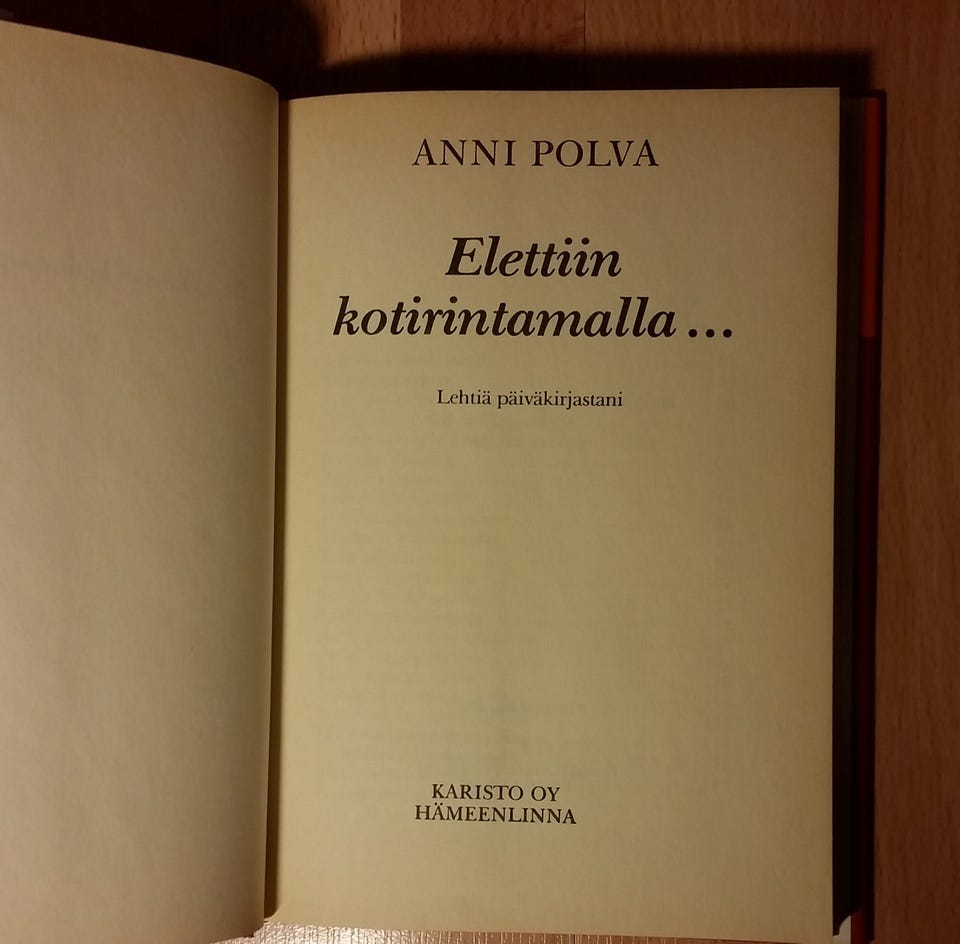 ANNI POLVA
Elettiin
kotirintamalla ...
Lehtiä päiväkirjastani
KARISTO OY
HÄMEENLINNA